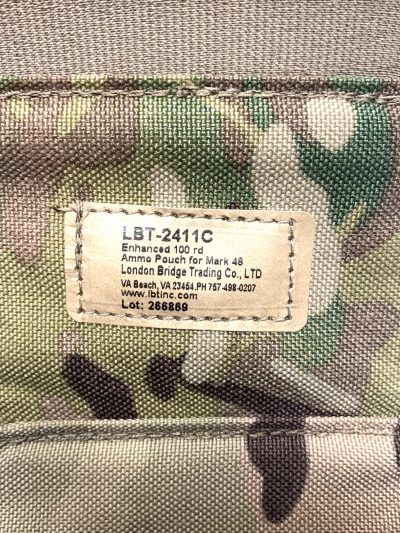 LBT-2411C
Enhanced 100 rd
Ammo Pouch for Mark 48
London Bridge Trading Co., LTD
VA Beach, VA 23454.PH 757-498-0207
www.lbtinc.com
Lot: 266869